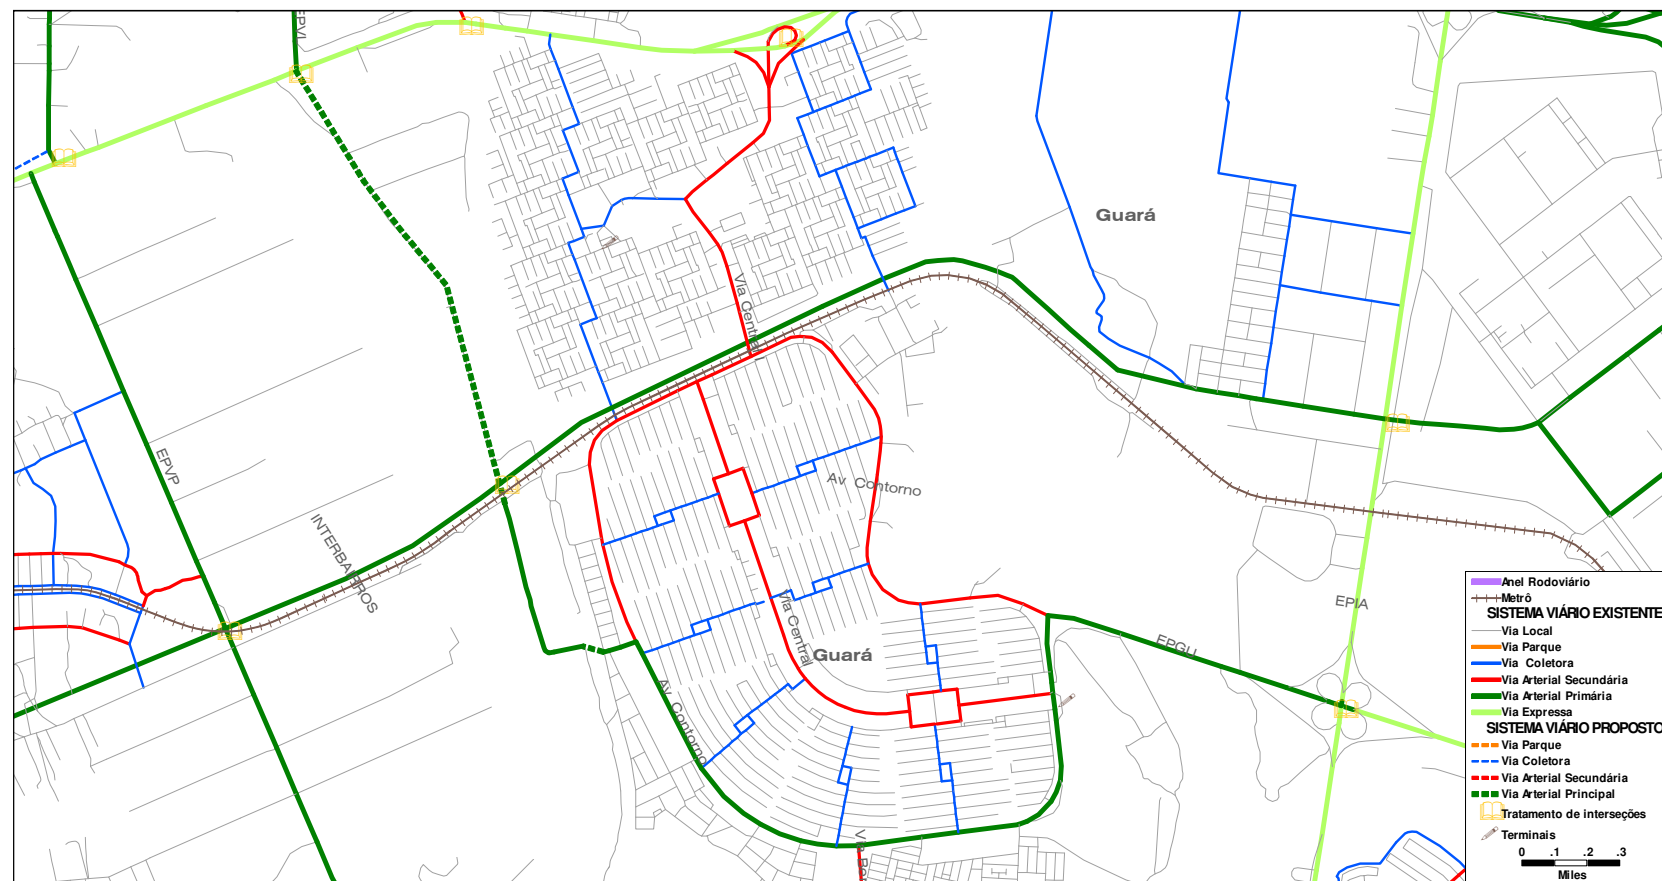 EPVI
Guará
Via Central I
Av Contorno
EPVP
INTERBARROS
EPIA
Via Central
Guará
EPGU
Av Contorno
Anel Rodoviário
Metrô
SISTEMA VIÁRIO EXISTENTE
Via Local
Via Parque
Via Coletora
Via Arterial Secundária
Via Arterial Primária
Via Expressa
SISTEMA VIÁRIO PROPOSTO
Via Parque
Via Coletora
Via Arterial Secundária
Via Arterial Principal
Tratamento de interseções
Terminais
0 .1 .2 .3
Miles